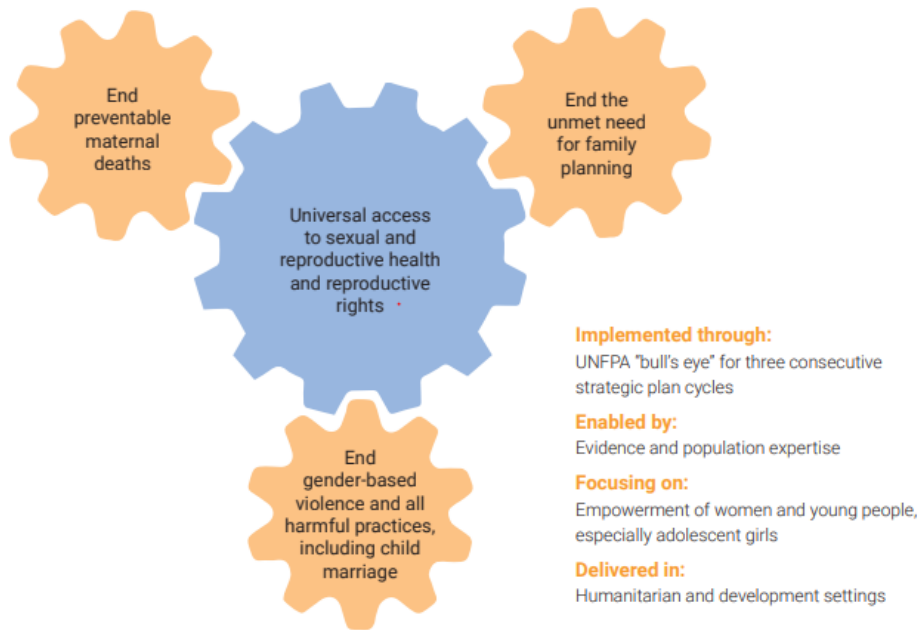 End
preventable
maternal
deaths
End the
unmet need
for family
planning
Universal access
to sexual and
reproductive health
and reproductive
rights
End
gender-based
violence and all
harmful practices,
including child
marriage
Implemented through:
UNFPA "bull's eye" for three consecutive
strategic plan cycles
Enabled by:
Evidence and population expertise
Focusing on:
Empowerment of women and young people,
especially adolescent girls
Delivered in:
Humanitarian and development settings